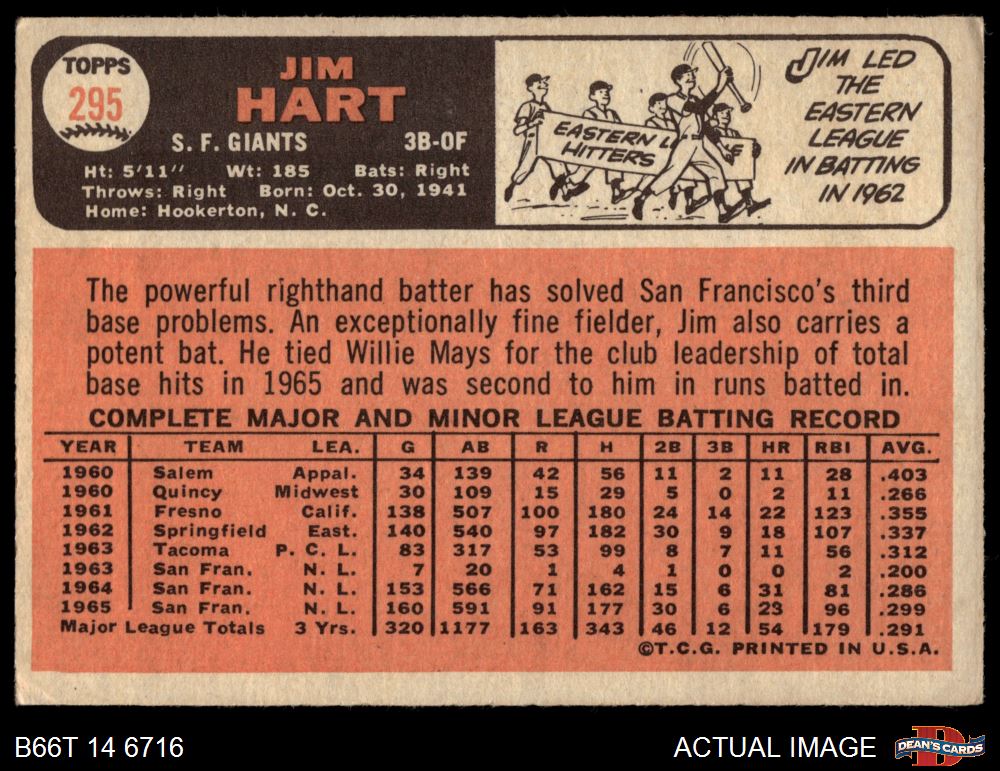 TOPPS
295
JIM
HART
S. F. GIANTS 3B-OF
Ht: 5'11" Wt: 185 Bats: Right
Throws: Right Born: Oct. 30, 1941
Home: Hookerton, N. C.
EASTERN L E
HITTERS
JIM LED
THE
EASTERN
LEAGUE
IN BATTING
IN 1962
The powerful righthand batter has solved San Francisco's third
base problems. An exceptionally fine fielder, Jim also carries a
potent bat. He tied Willie Mays for the club leadership of total
base hits in 1965 and was second to him in runs batted in.
COMPLETE MAJOR AND MINOR LEAGUE BATTING RECORD
YEAR TEAM LEA. G AB R H 2B 3B HR RBI AVG.
1960 Salem Appal. 34 139 42 56 11 2 11 28 .403
1960 Quincy Midwest 30 109 15 29 5 0 2 11 .266
1961 Fresno Calif. 138 507 100 180 24 14 22 123 .355
1962 Springfield East. 140 540 97 182 30 9 18 107 .337
1963 Tacoma P. C. L. 83 317 53 99 8 7 11 56 .312
1963 San Fran. N. L. 7 20 1 4 1 0 0 2 .200
1964 San Fran. N. L. 153 566 71 162 15 6 31 81 .286
1965 San Fran. N. L. 160 591 91 177 30 6 23 96 .299
Major League Totals 3 Yrs. 320 1177 163 343 46 12 54 179 .291
©T.C.G. PRINTED IN U.S.A.
B66T 14 6716
ACTUAL IMAGE
D
DEAN'S CARDS